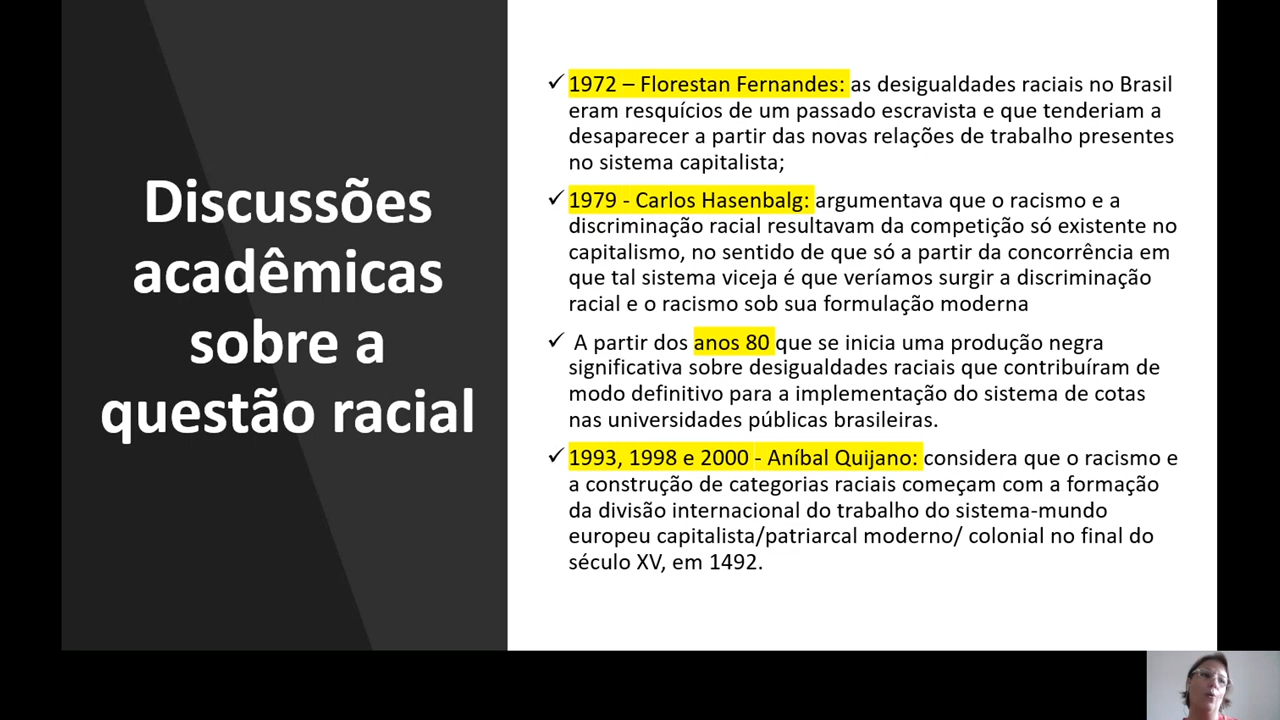 Discussões
acadêmicas
sobre a
questão racial
✓ 1972 – Florestan Fernandes: as desigualdades raciais no Brasil
eram resquícios de um passado escravista e que tenderiam a
desaparecer a partir das novas relações de trabalho presentes
no sistema capitalista;
✓ 1979 - Carlos Hasenbalg: argumentava que o racismo e a
discriminação racial resultavam da competição só existente no
capitalismo, no sentido de que só a partir da concorrência em
que tal sistema viceja é que veríamos surgir a discriminação
racial e o racismo sob sua formulação moderna
✓ A partir dos anos 80 que se inicia uma produção negra
significativa sobre desigualdades raciais que contribuíram de
modo definitivo para a implementação do sistema de cotas
nas universidades públicas brasileiras.
✓ 1993, 1998 e 2000 - Aníbal Quijano: considera que o racismo e
a construção de categorias raciais começam com a formação
da divisão internacional do trabalho do sistema-mundo
europeu capitalista/patriarcal moderno/ colonial no final do
século XV, em 1492.